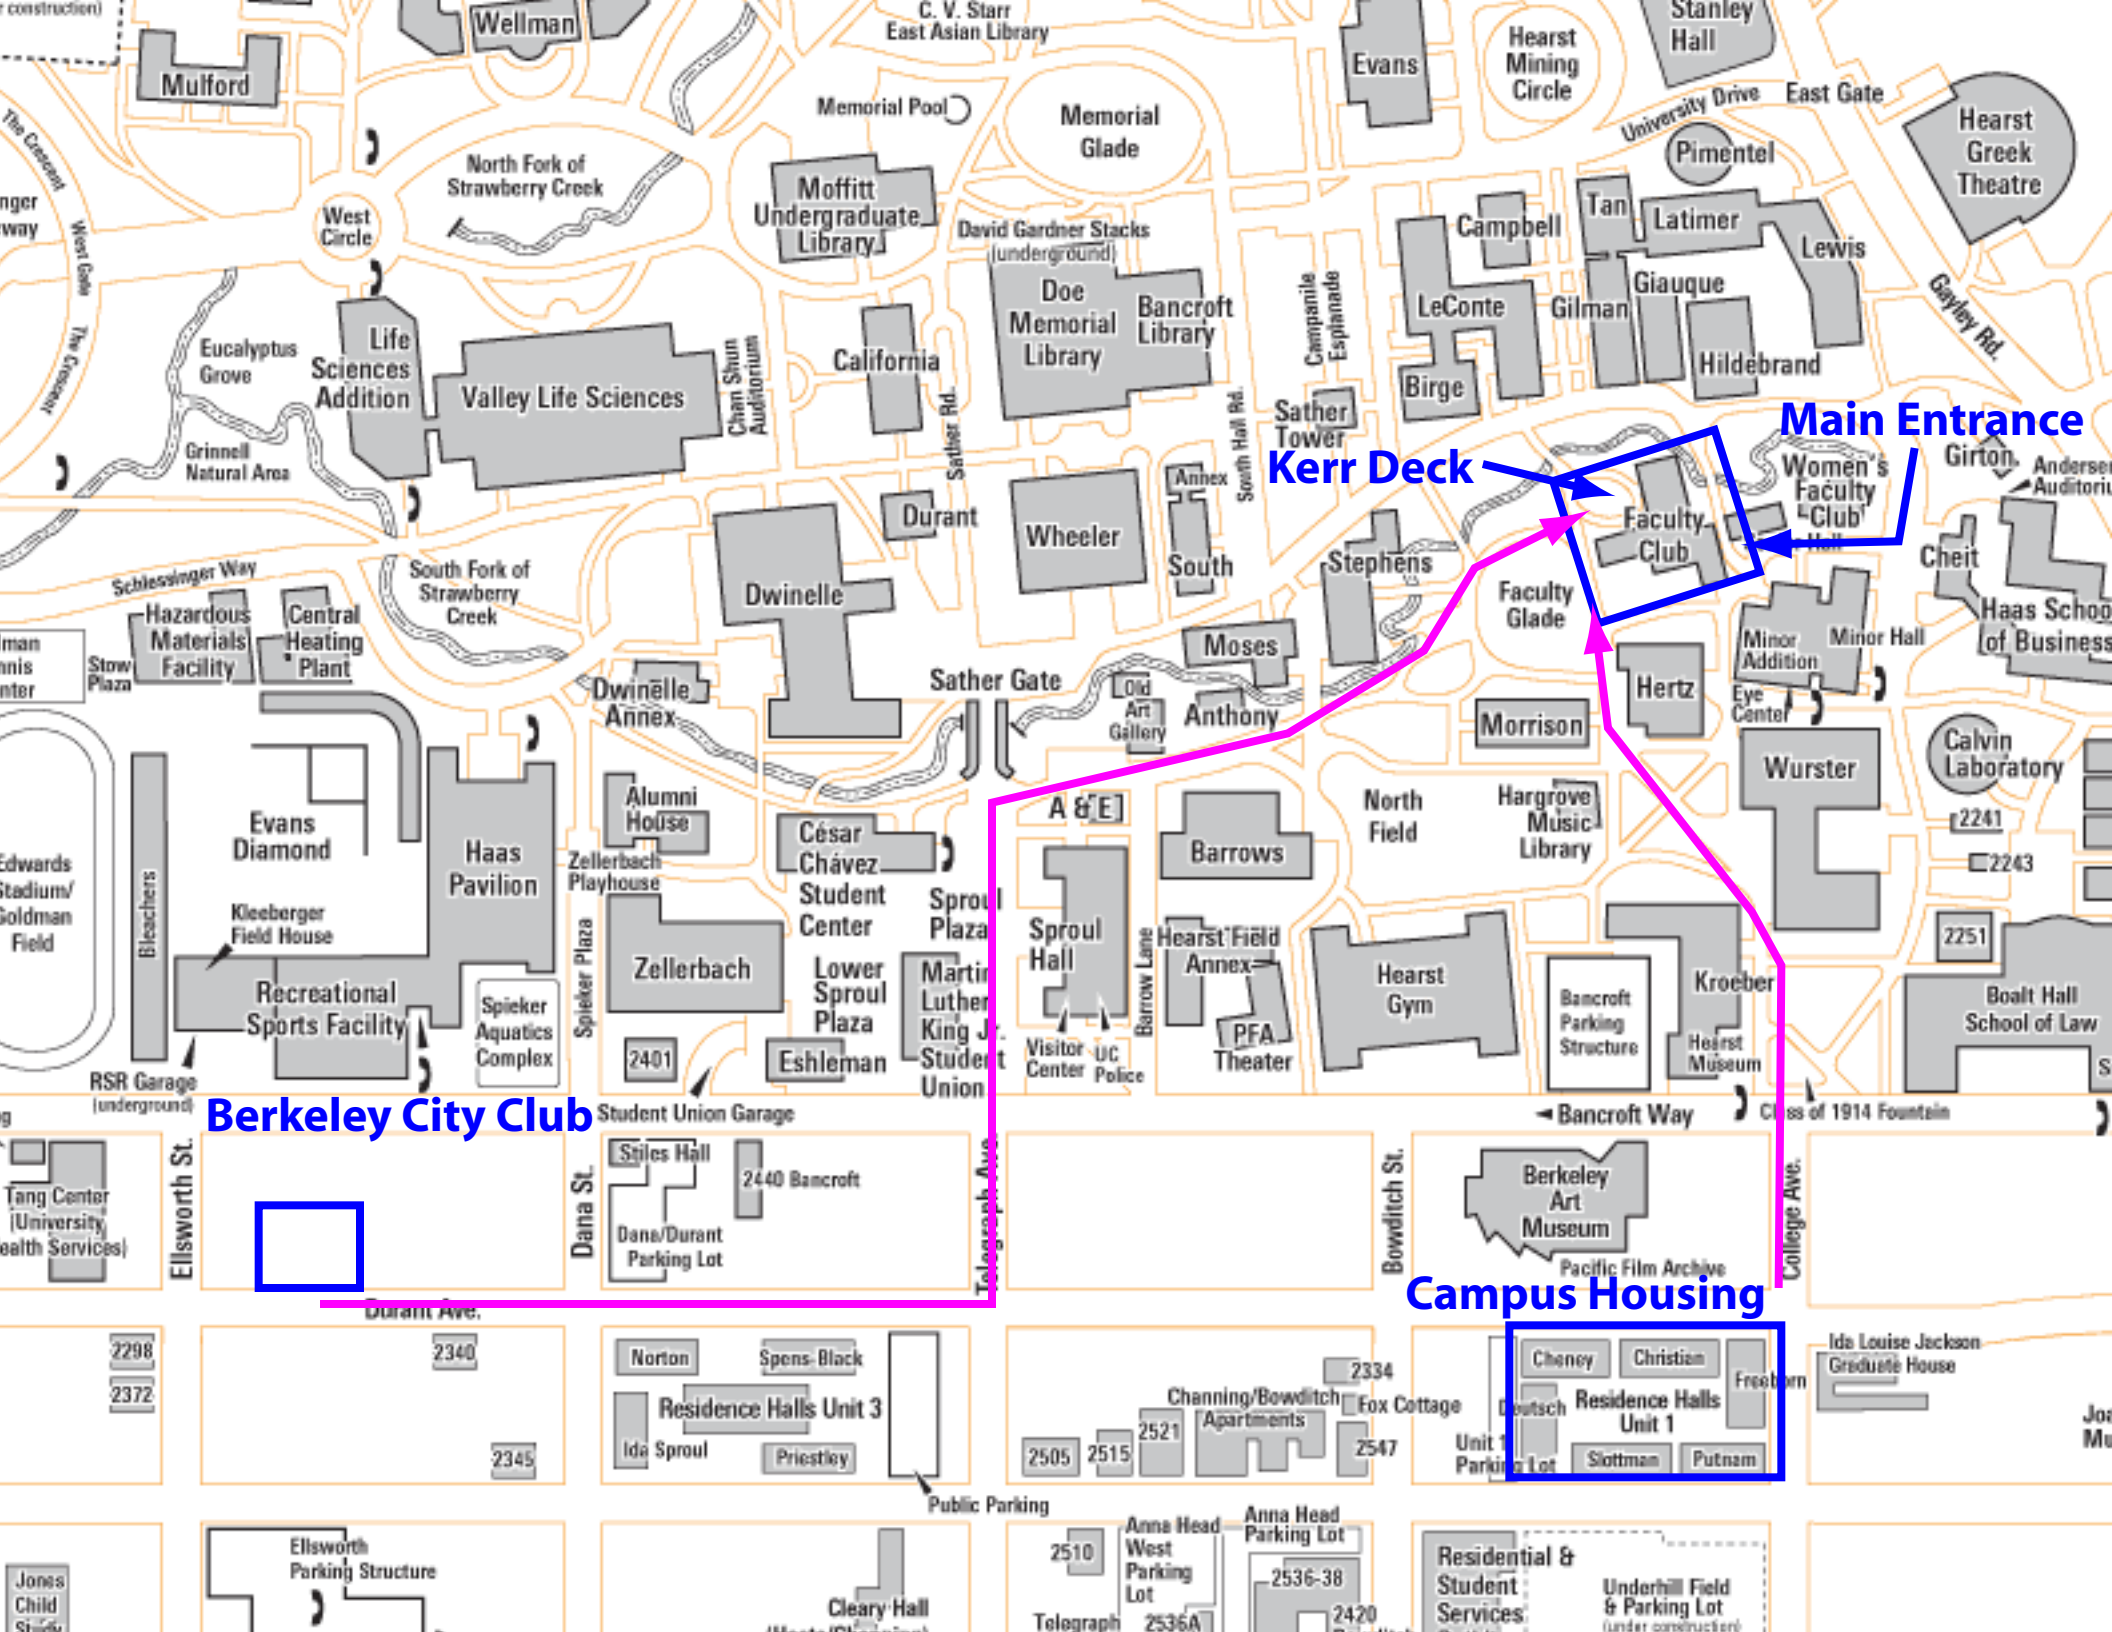 r construction)
Mulford
Wellman
C. V. Starr
East Asian Library
Evans
Hearst
Mining
Circle
Stanley
Hall
University Drive
East Gate
Hearst
Greek
Theatre
Pimentel
The Crescent
nger
way
West Gate
The Crescent
West
Circle
North Fork of
Strawberry Creek
Memorial Pool
Memorial
Glade
Moffitt
Undergraduate
Library
David Gardner Stacks
(underground)
Doe
Memorial
Library
Bancroft
Library
Campanile
Esplanade
Campbell
Tan
Latimer
Lewis
LeConte
Gilman
Giauque
Hildebrand
Gayley Rd.
Birge
Eucalyptus
Grove
Life
Sciences
Addition
Valley Life Sciences
Chan Shun
Auditorium
California
Sather Rd.
South Hall Rd.
Sather
Tower
Grinnell
Natural Area
Main Entrance
Kerr Deck
Women's
Faculty
Club
Hall
Girton
Andersen
Auditoriu
Faculty
Club
Cheit
Haas Schoo
of Business
Durant
Wheeler
Annex
South
Stephens
Faculty
Glade
Dwinelle
Schlessinger Way
South Fork of
Strawberry
Creek
Hazardous
Materials
Facility
Central
Heating
Plant
lman
nnis
nter
Stow
Plaza
Dwinelle
Annex
Sather Gate
Moses
Old
Art
Gallery
Anthony
Morrison
Hertz
Minor
Addition
Minor Hall
Eye
Center
Wurster
Calvin
Laboratory
2241
2243
2251
Edwards
Stadium/
Goldman
Field
Bleachers
Evans
Diamond
Haas
Pavilion
Alumni
House
Zellerbach
Playhouse
César
Chávez
Student
Center
A & E
Barrows
North
Field
Hargrove
Music
Library
Kleeberger
Field House
Recreational
Sports Facility
Spieker
Aquatics
Complex
Spieker Plaza
Zellerbach
Lower
Sproul
Plaza
Sproul
Plaza
Martin
Luther
King Jr.
Student
Union
Sproul
Hall
Barrow Lane
Hearst Field
Annex
PFA
Theater
Hearst
Gym
Bancroft
Parking
Structure
Kroeber
Hearst
Museum
Boalt Hall
School of Law
2401
Eshleman
Visitor
Center
UC
Police
RSR Garage
(underground)
Berkeley City Club
Student Union Garage
Bancroft Way
Class of 1914 Fountain
Tang Center
(University
ealth Services)
Ellsworth St.
Dana St.
Stiles Hall
2440 Bancroft
Dana/Durant
Parking Lot
Telegraph Ave.
Bowditch St.
Berkeley
Art
Museum
Pacific Film Archive
College Ave.
Campus Housing
Durant Ave.
2298
2372
2340
2345
Norton
Spens-Black
Residence Halls Unit 3
Ida Sproul
Priestley
2334
Channing/Bowditch
Apartments
Fox Cottage
2505
2515
2521
2547
Cheney
Christian
Freeborn
Deutsch
Residence Halls
Unit 1
Unit 1
Parking Lot
Slottman
Putnam
Ida Louise Jackson
Graduate House
Public Parking
Ellsworth
Parking Structure
Jones
Child
Study
Cleary Hall
2510
Anna Head
West
Parking
Lot
Anna Head
Parking Lot
2536-38
2536A
2420
Telegraph
Residential &
Student
Services
Underhill Field
& Parking Lot
(under construction)